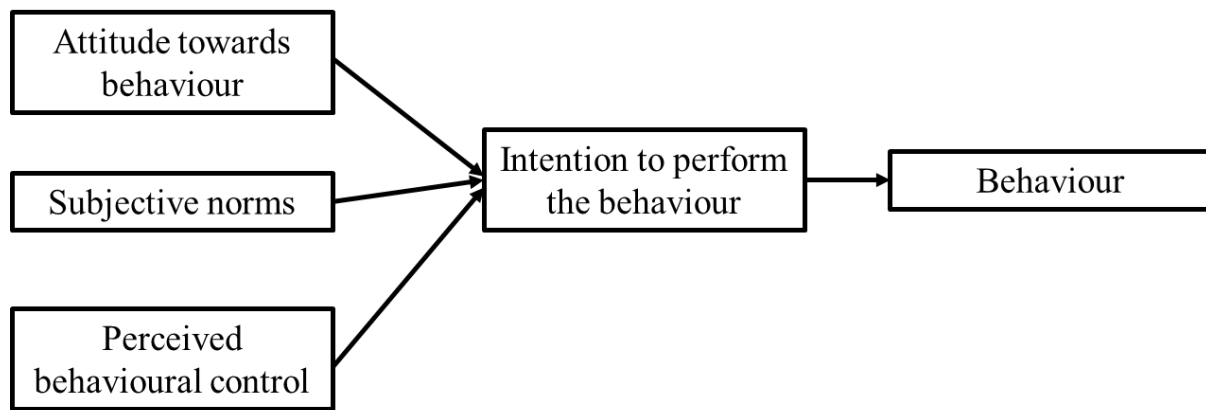 Attitude towards
behaviour
Subjective norms
Perceived
behavioural control
Intention to perform
the behaviour
Behaviour